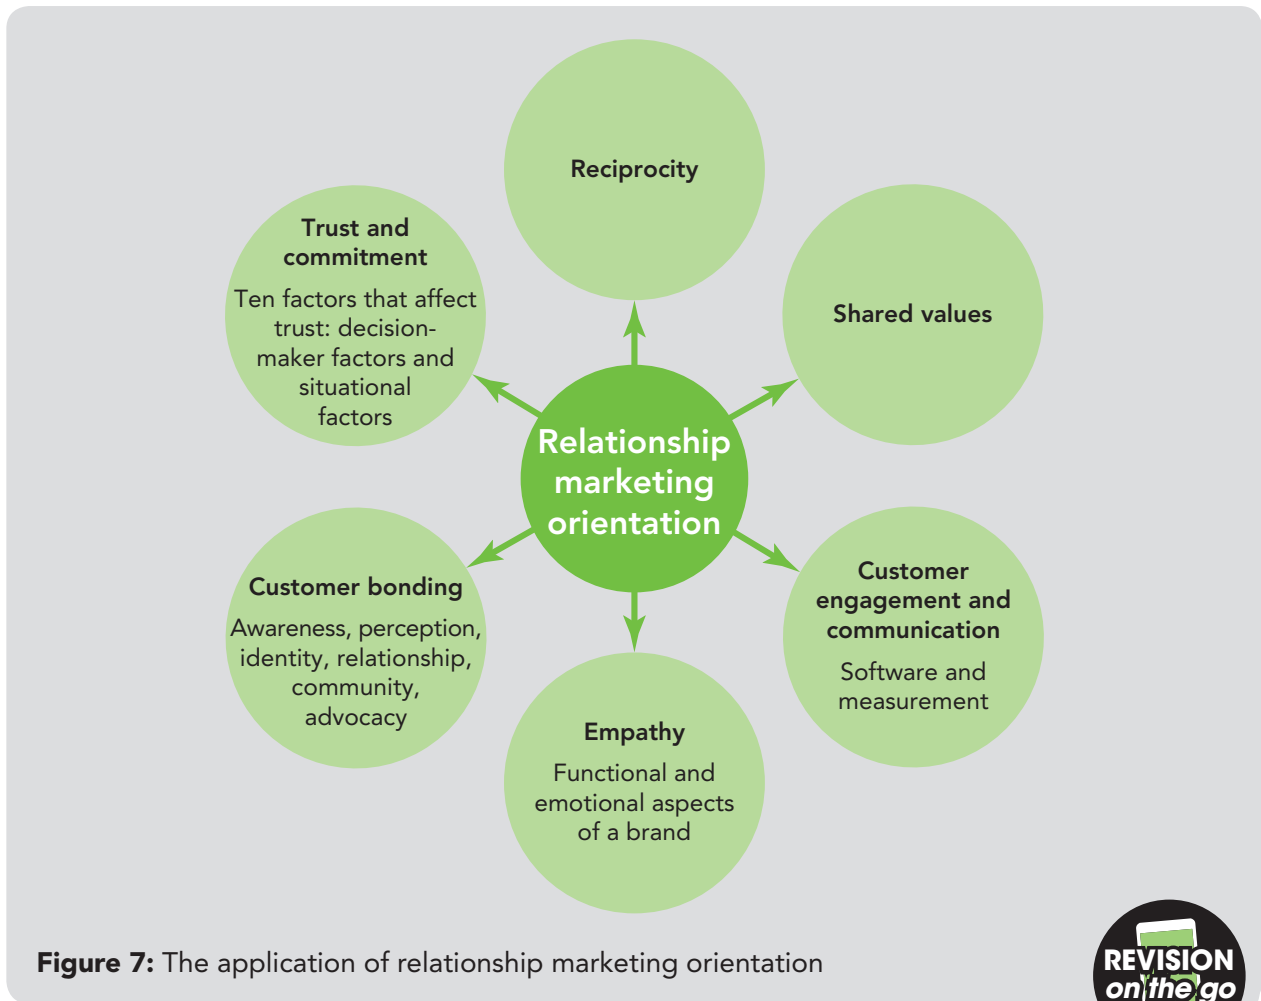 Reciprocity
Trust and
commitment
Ten factors that affect
trust: decision-
maker factors and
situational
factors
Shared values
Relationship
marketing
orientation
Customer bonding
Awareness, perception,
identity, relationship,
community,
advocacy
Customer
engagement and
communication
Software and
measurement
Empathy
Functional and
emotional aspects
of a brand
Figure 7: The application of relationship marketing orientation
REVISION
on the go